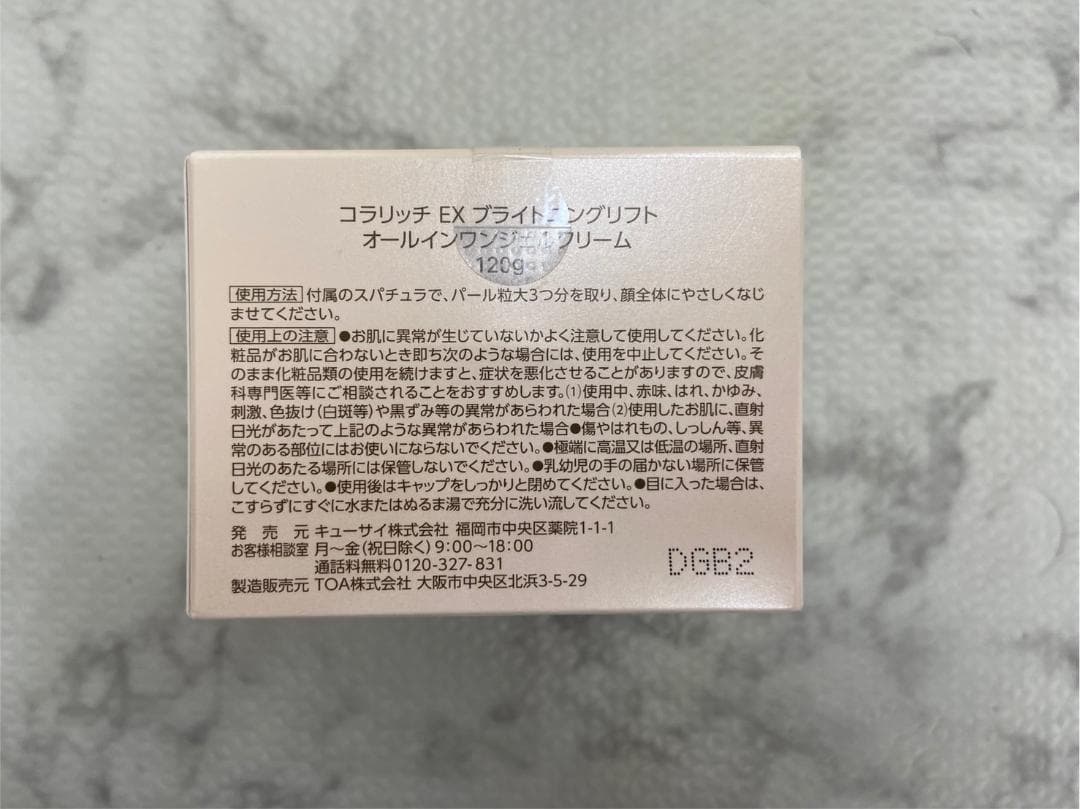 コラリッチ EX ブライトニングリフト
オールインワンジェルクリーム
120g
使用方法 付属のスパチュラで、パール粒大3つ分を取り、顔全体にやさしくなじ
ませてください。
使用上の注意 ●お肌に異常が生じていないかよく注意して使用してください。化
粧品がお肌に合わないとき即ち次のような場合には、使用を中止してください。そ
のまま化粧品類の使用を続けますと、症状を悪化させることがありますので、皮膚
科専門医等にご相談されることをおすすめします。(1)使用中、赤味、はれ、かゆみ、
刺激、色抜け(白斑等)や黒ずみ等の異常があらわれた場合(2)使用したお肌に、直射
日光があたって上記のような異常があらわれた場合●傷やはれもの、しっしん等、異
常のある部位にはお使いにならないでください。●極端に高温又は低温の場所、直射
日光のあたる場所には保管しないでください。●乳幼児の手の届かない場所に保管
してください。●使用後はキャップをしっかりと閉めてください。●目に入った場合は、
こすらずにすぐに水またはぬるま湯で充分に洗い流してください。
発売元 キューサイ株式会社 福岡市中央区薬院1-1-1
お客様相談室 月〜金(祝日除く) 9:00〜18:00
通話料無料0120-327-831
製造販売元 TOA株式会社 大阪市中央区北浜3-5-29
DGB2